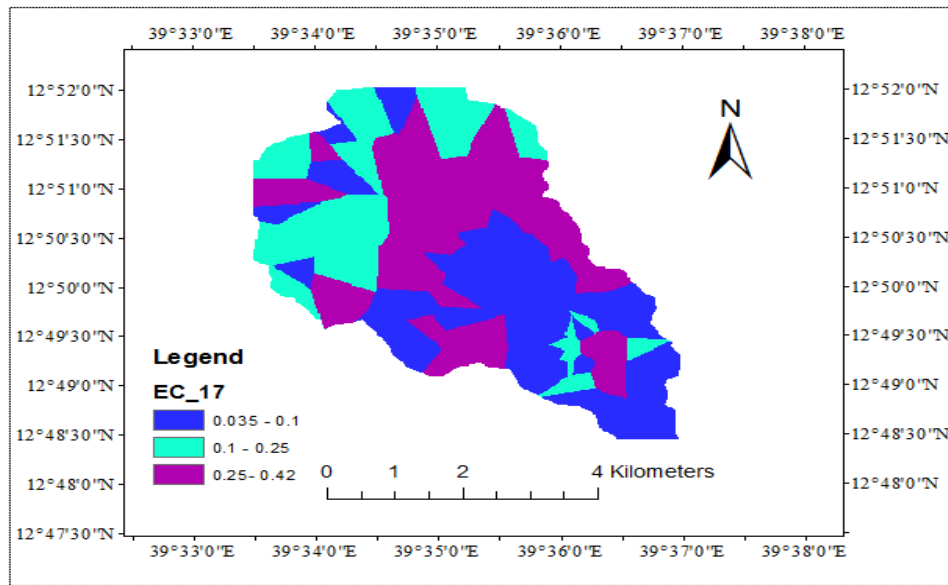 39°33'0"E 39°34'0"E 39°35'0"E 39°36'0"E 39°37'0"E 39°38'0"E
12°52'0"N 12°52'0"N
12°51'30"N 12°51'30"N
12°51'0"N 12°51'0"N
12°50'30"N 12°50'30"N
12°50'0"N 12°50'0"N
12°49'30"N 12°49'30"N
12°49'0"N 12°49'0"N
12°48'30"N 12°48'30"N
12°48'0"N 12°48'0"N
12°47'30"N 12°47'30"N
N
Legend
EC_17
0.035 - 0.1
0.1 - 0.25
0.25- 0.42
0 1 2 4 Kilometers
39°33'0"E 39°34'0"E 39°35'0"E 39°36'0"E 39°37'0"E 39°38'0"E